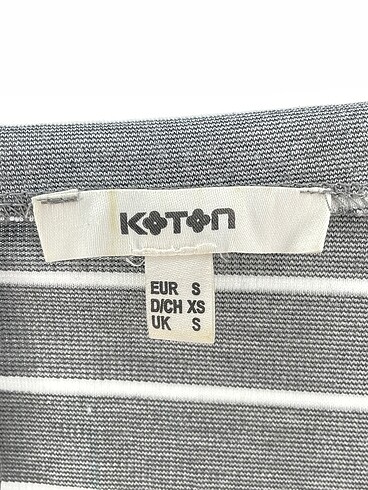 KOTON
EUR S
D/CH XS
UK S